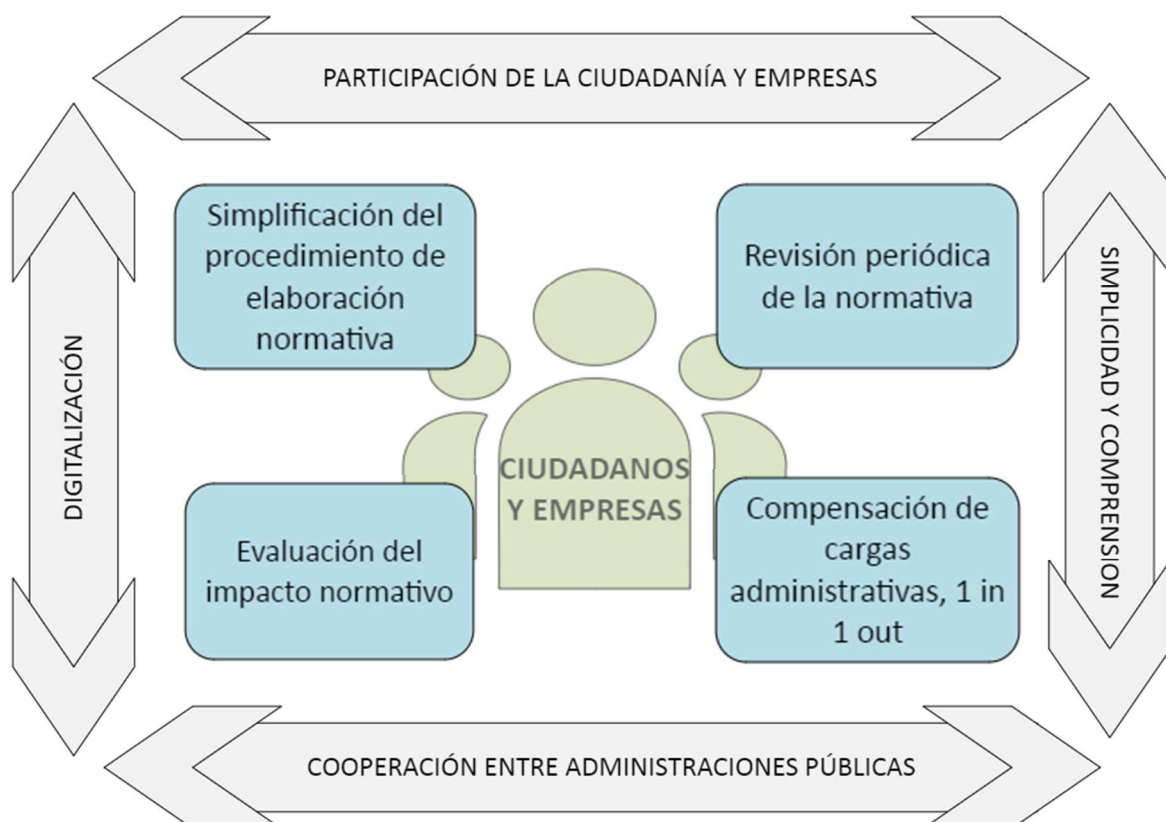 PARTICIPACIÓN DE LA CIUDADANÍA Y EMPRESAS
Simplificación del
procedimiento de
elaboración
normativa
Revisión periódica
de la normativa
DIGITALIZACIÓN
SIMPLICIDAD Y COMPRENSION
CIUDADANOS
Y EMPRESAS
Evaluación del
impacto normativo
Compensación de
cargas
administrativas, 1 in
1 out
COOPERACIÓN ENTRE ADMINISTRACIONES PÚBLICAS